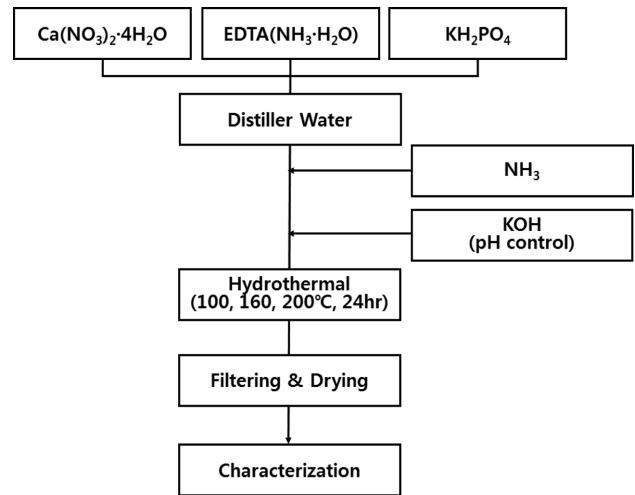 Ca(NO₃)₂·4H₂O
EDTA(NH₃·H₂O)
KH₂PO₄
Distiller Water
NH₃
KOH
(pH control)
Hydrothermal
(100, 160, 200℃, 24hr)
Filtering & Drying
Characterization